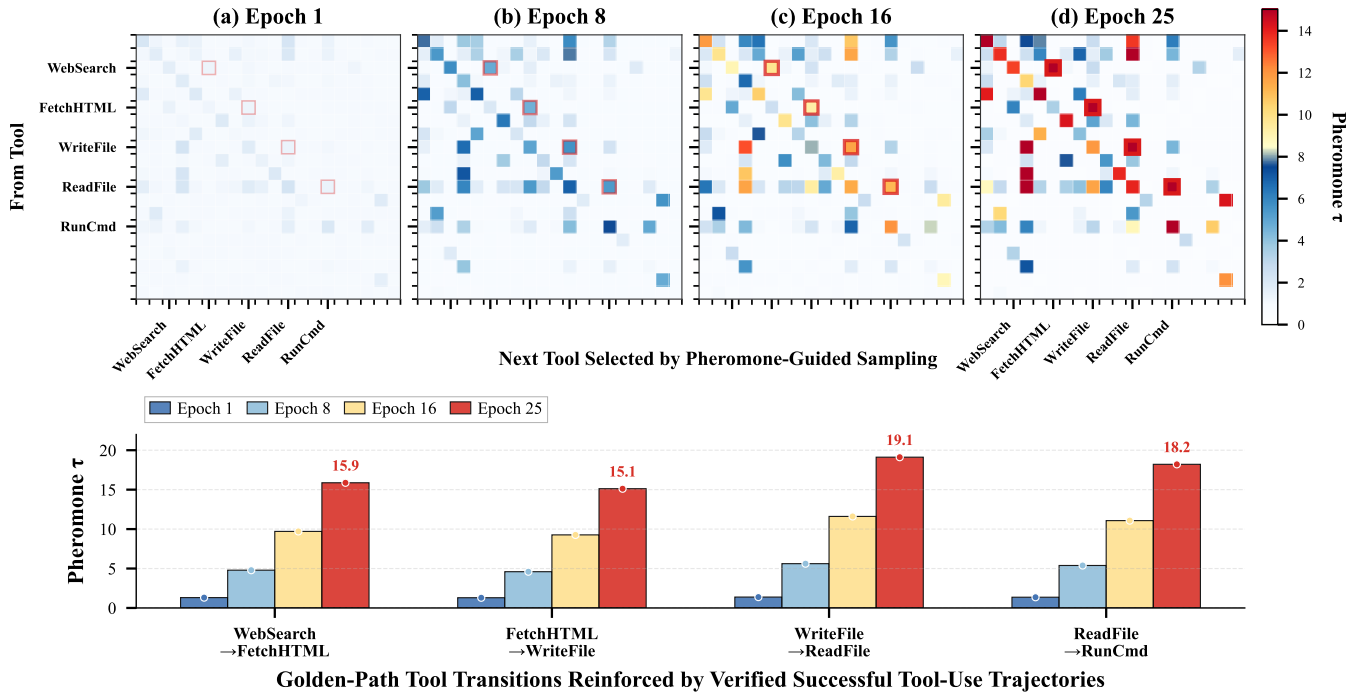 (a) Epoch 1
(b) Epoch 8
(c) Epoch 16
(d) Epoch 25
From Tool
WebSearch
FetchHTML
WriteFile
ReadFile
RunCmd
WebSearch
FetchHTML
WriteFile
ReadFile
RunCmd
Next Tool Selected by Pheromone-Guided Sampling
WebSearch
FetchHTML
WriteFile
ReadFile
RunCmd
14
12
10
8
6
4
2
0
Pheromone τ
Epoch 1
Epoch 8
Epoch 16
Epoch 25
Pheromone τ
20
15
10
5
0
15.9
15.1
19.1
18.2
WebSearch
→FetchHTML
FetchHTML
→WriteFile
WriteFile
→ReadFile
ReadFile
→RunCmd
Golden-Path Tool Transitions Reinforced by Verified Successful Tool-Use Trajectories